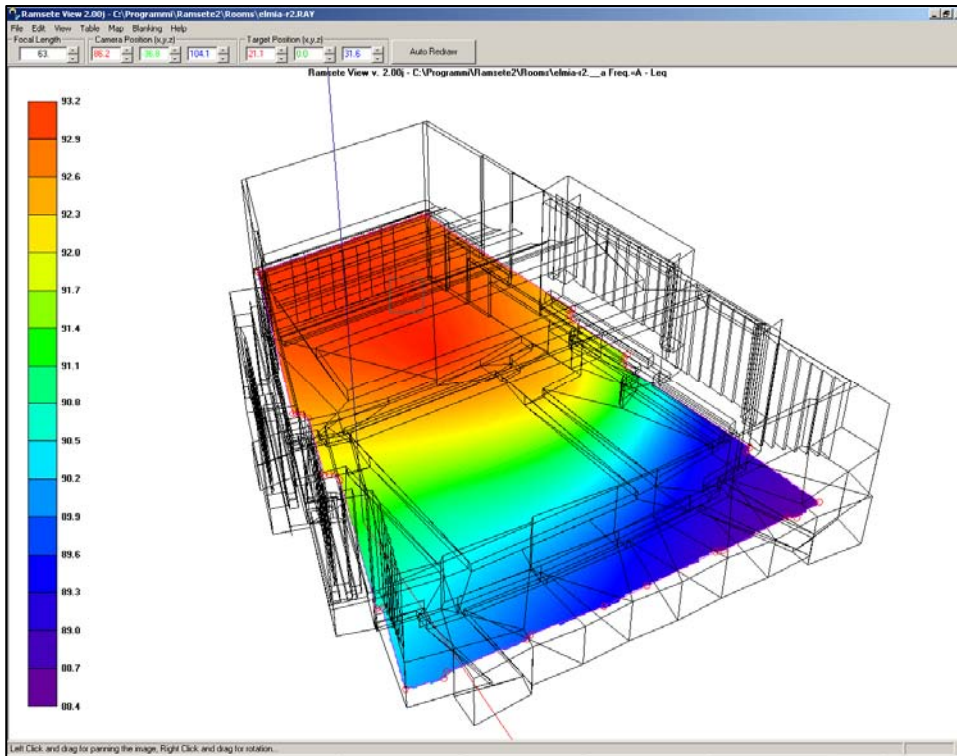 Ramsete View 2.00j - C:\Programmi\Ramsete2\Rooms\elmia-r2.RAY
File Edit View Table Map Blanking Help
Focal Length Camera Position (x,y,z) Target Position (x,y,z)
63. 86.2 36.8 104.1 21.1 0.0 31.6 Auto Redraw
Ramsete View v. 2.00j - C:\Programmi\Ramsete2\Rooms\elmia-r2.__a Freq.=A - Leq
93.2
92.9
92.6
92.3
92.0
91.7
91.4
91.1
90.8
90.5
90.2
89.9
89.6
89.3
89.0
88.7
88.4
Left Click and drag for panning the image, Right Click and drag for rotation...